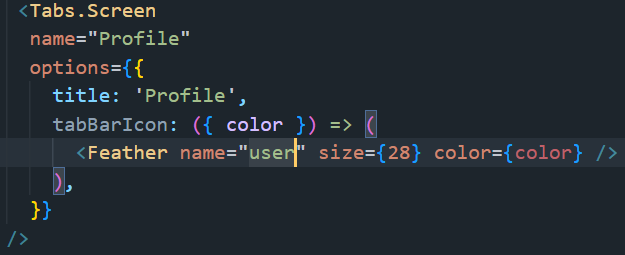 <Tabs.Screen
name="Profile"
options={{
title: 'Profile',
tabBarIcon: ({ color }) => (
<Feather name="user" size={28} color={color} />
),
}}
/>